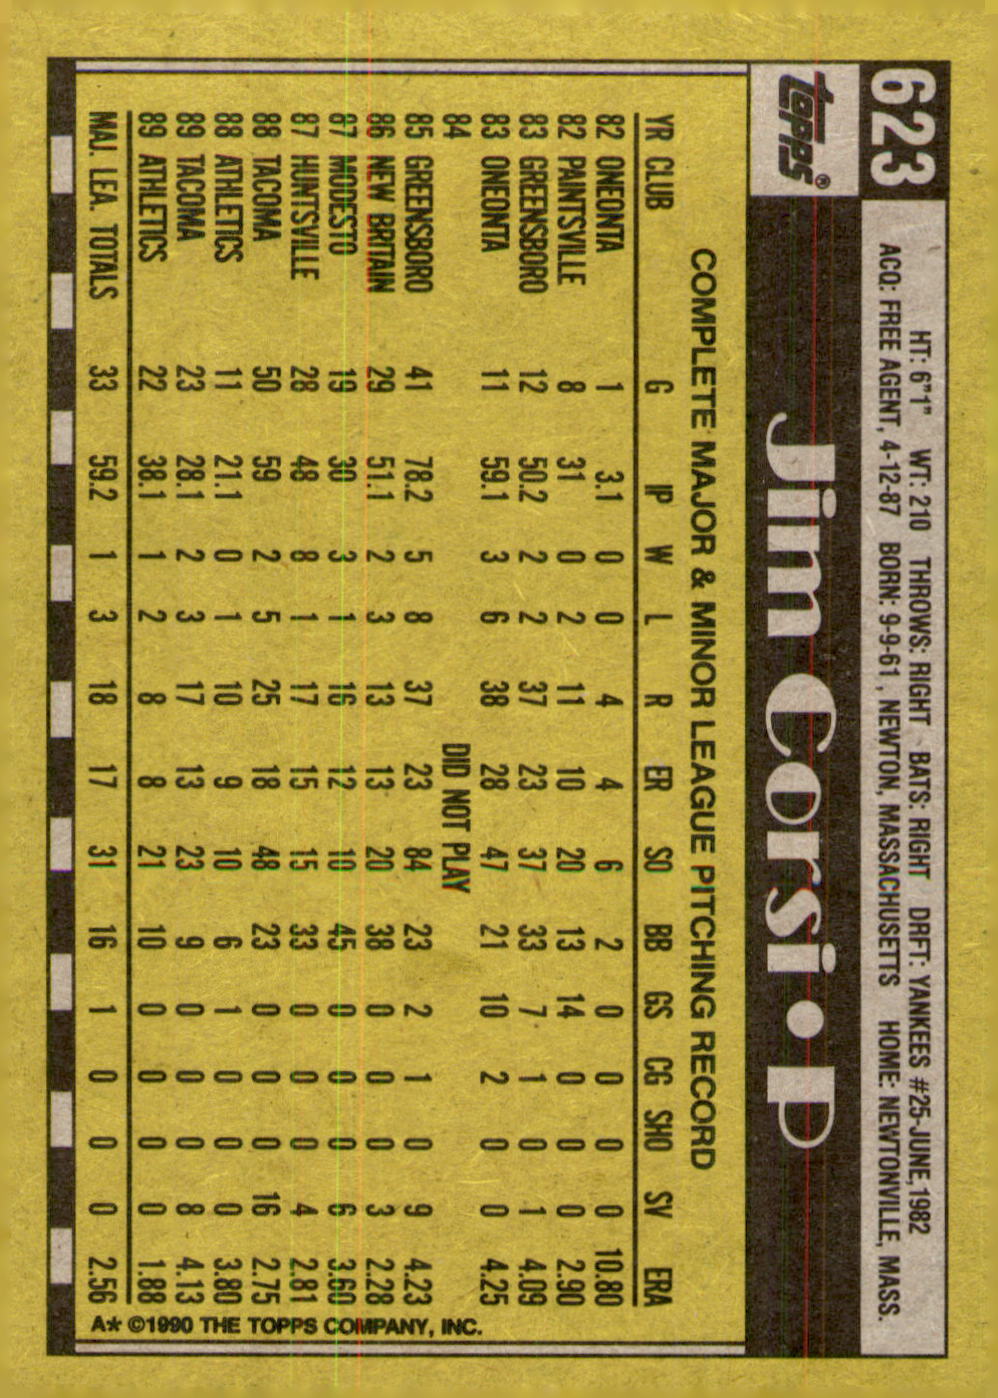 623
HT: 6"1" WT: 210 THROWS: RIGHT BATS: RIGHT DRFT: YANKEES #25-JUNE, 1982
ACQ: FREE AGENT, 4-12-87 BORN: 9-9-61, NEWTON, MASSACHUSETTS HOME: NEWTONVILLE, MASS.
topps® Jim Corsi • P
COMPLETE MAJOR & MINOR LEAGUE PITCHING RECORD
YR CLUB G IP W L R ER SO BB GS CG SHO SV ERA
82 ONEONTA 1 3.1 0 0 4 4 6 2 0 0 0 0 10.80
82 PAINTSVILLE 8 31 0 2 11 10 20 13 14 0 0 0 2.90
83 GREENSBORO 12 50.2 2 2 37 23 37 33 7 1 0 1 4.09
83 ONEONTA 11 59.1 3 6 38 28 47 21 10 2 0 0 4.25
84 DID NOT PLAY
85 GREENSBORO 41 78.2 5 8 37 23 84 23 2 1 0 9 4.23
86 NEW BRITAIN 29 51.1 2 3 13 13 20 38 0 0 0 3 2.28
87 MODESTO 19 30 3 1 16 12 10 45 0 0 0 6 3.60
87 HUNTSVILLE 28 48 8 1 17 15 15 33 0 0 0 4 2.81
88 TACOMA 50 59 2 5 25 18 48 23 0 0 0 16 2.75
88 ATHLETICS 11 21.1 0 1 10 9 10 6 1 0 0 0 3.80
89 TACOMA 23 28.1 2 3 17 13 23 9 0 0 0 8 4.13
89 ATHLETICS 22 38.1 1 2 8 8 21 10 0 0 0 0 1.88
MAJ. LEA. TOTALS 33 59.2 1 3 18 17 31 16 1 0 0 0 2.56
A* ©1990 THE TOPPS COMPANY, INC.